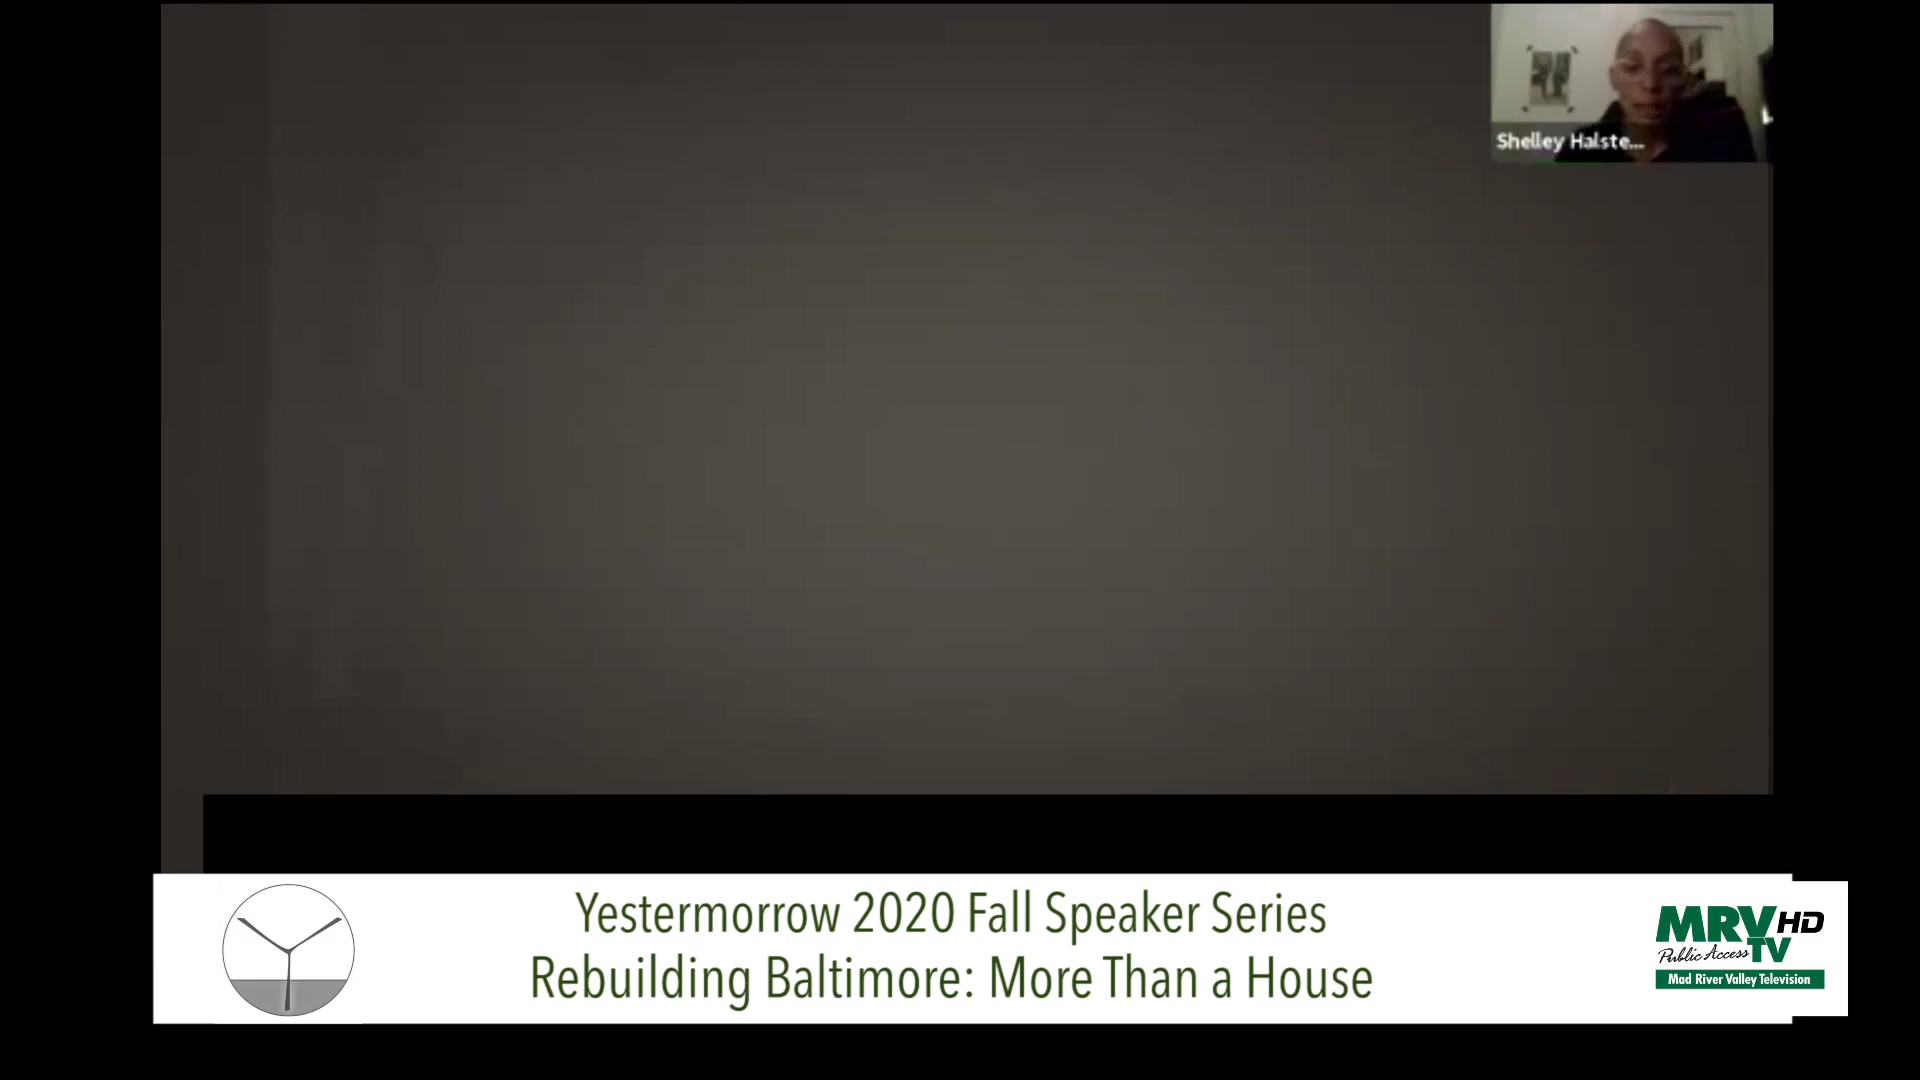 Shelley Halste...
Yestermorrow 2020 Fall Speaker Series
Rebuilding Baltimore: More Than a House
MRV HD
Public Access TV
Mad River Valley Television